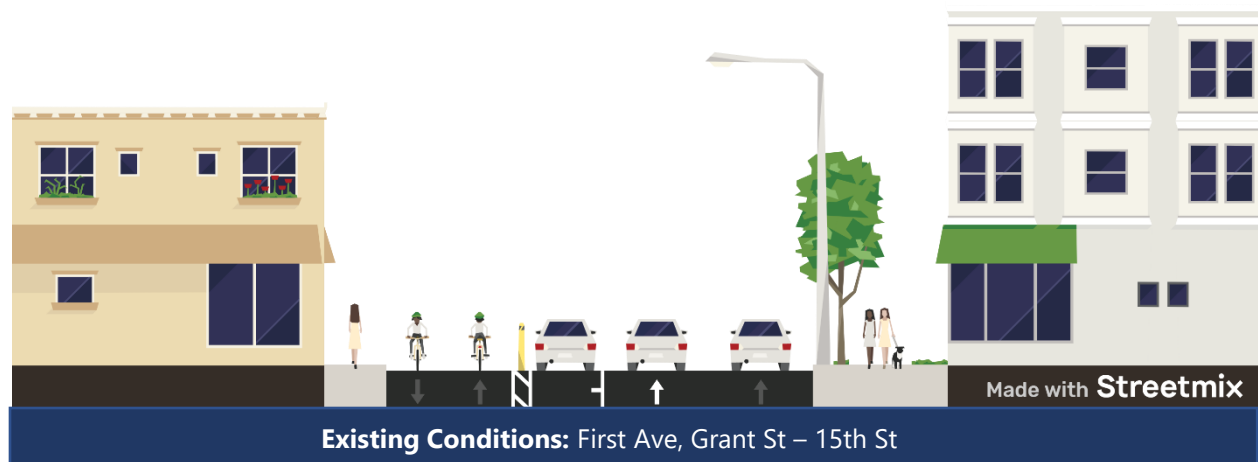 Made with Streetmix
Existing Conditions: First Ave, Grant St – 15th St